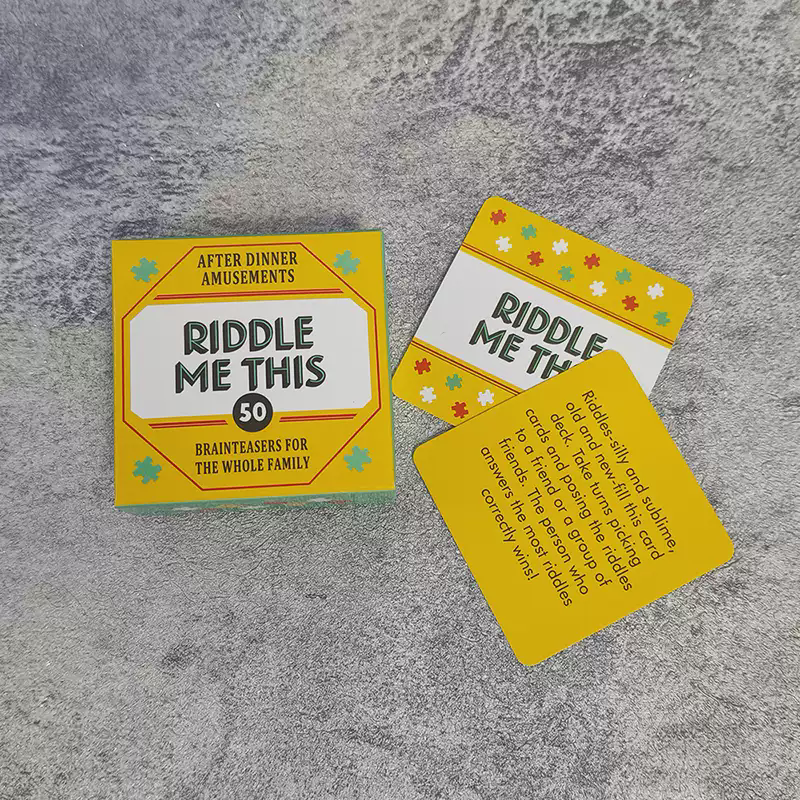 AFTER DINNER
AMUSEMENTS
RIDDLE
ME THIS
50
BRAINTEASERS FOR
THE WHOLE FAMILY
RIDDLE
ME TH
Riddles-silly and sublime,
old and new fill this card
deck. Take turns picking
cards and posing the riddles
to a friend or a group of
friends. The person who
answers the most riddles
correctly wins!